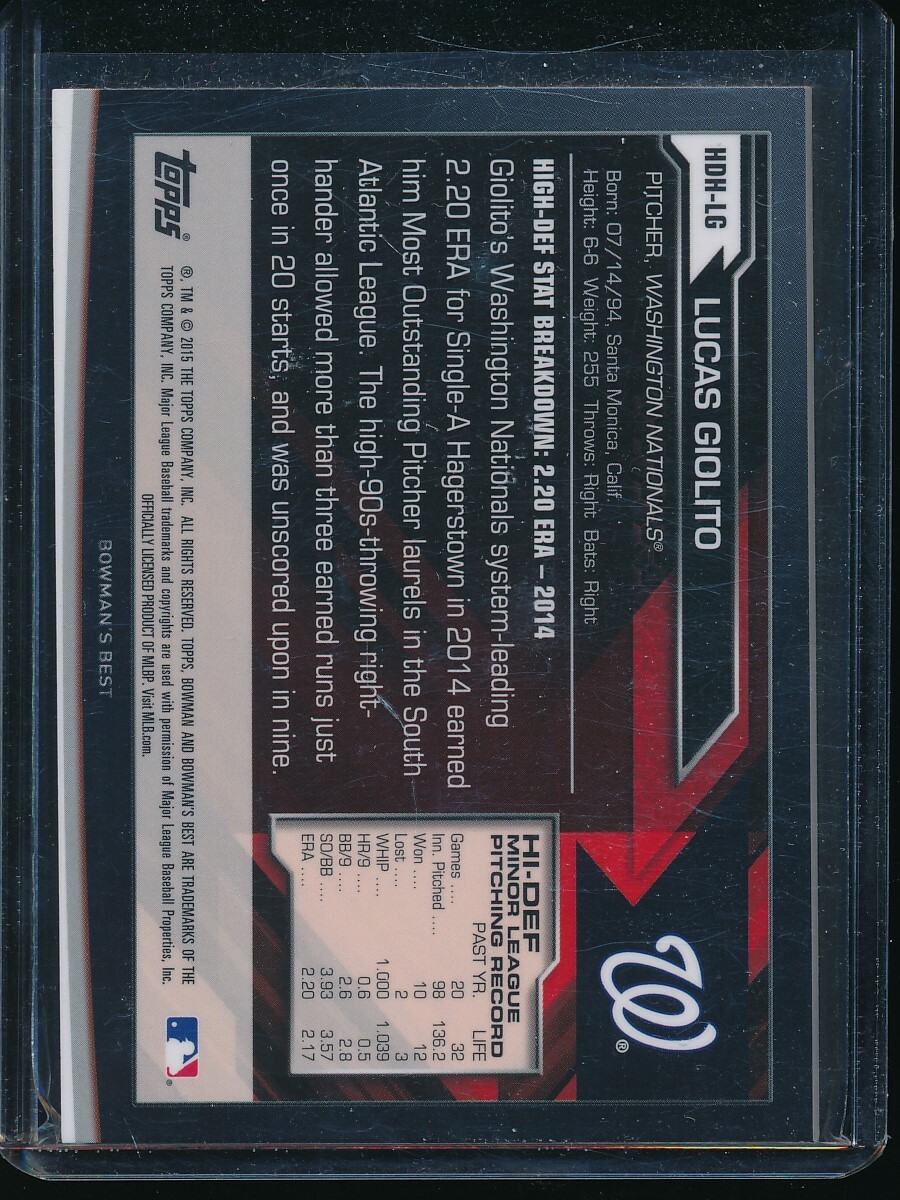 HDH-LG
LUCAS GIOLITO
PITCHER, WASHINGTON NATIONALS®
Born: 07/14/94, Santa Monica, Calif.
Height: 6-6 Weight: 255 Throws: Right Bats: Right
HIGH-DEF STAT BREAKDOWN: 2.20 ERA – 2014
Giolito's Washington Nationals system-leading
2.20 ERA for Single-A Hagerstown in 2014 earned
him Most Outstanding Pitcher laurels in the South
Atlantic League. The high-90s-throwing right-
hander allowed more than three earned runs just
once in 20 starts, and was unscored upon in nine.
W®
HI-DEF
MINOR LEAGUE
PITCHING RECORD
PAST YR. LIFE
Games .... 20 32
Inn. Pitched .... 98 136.2
Won .... 10 12
Lost .... 2 3
WHIP .... 1.000 1.039
HR/9 .... 0.6 0.5
BB/9 .... 2.6 2.8
SO/BB .... 3.93 3.57
ERA .... 2.20 2.17
topps®
®, TM & © 2015 THE TOPPS COMPANY, INC. ALL RIGHTS RESERVED. TOPPS, BOWMAN AND BOWMAN'S BEST ARE TRADEMARKS OF THE
TOPPS COMPANY, INC. Major League Baseball trademarks and copyrights are used with permission of Major League Baseball Properties, Inc.
OFFICIALLY LICENSED PRODUCT OF MLBP. Visit MLB.com.
BOWMAN'S BEST